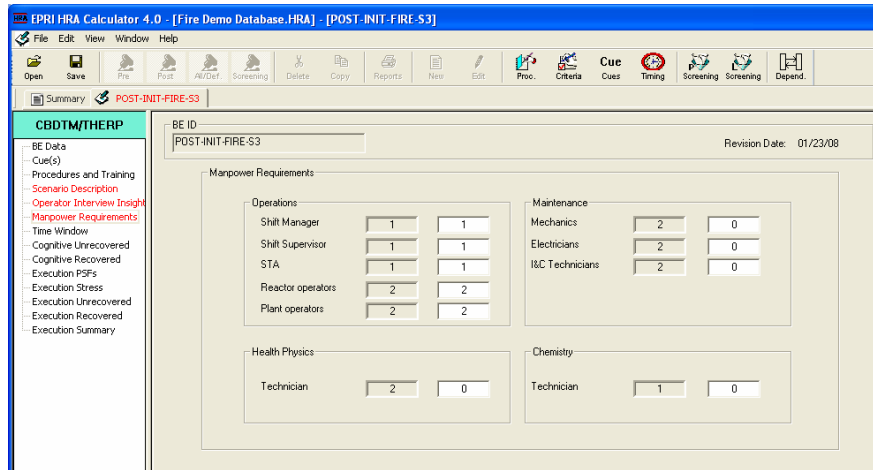 EPRI HRA Calculator 4.0 - [Fire Demo Database.HRA] - [POST-INIT-FIRE-S3]
File Edit View Window Help
Open Save Pre Post All/Def. Screening Delete Copy Reports New Edit Proc. Criteria Cue Cues Timing Screening Screening Depend.
Summary POST-INIT-FIRE-S3
CBDTM/THERP
BE Data
Cue(s)
Procedures and Training
Scenario Description
Operator Interview Insight
Manpower Requirements
Time Window
Cognitive Unrecovered
Cognitive Recovered
Execution PSFs
Execution Stress
Execution Unrecovered
Execution Recovered
Execution Summary
BE ID
POST-INIT-FIRE-S3
Revision Date: 01/23/08
Manpower Requirements
Operations
Shift Manager 1 1
Shift Supervisor 1 1
STA 1 1
Reactor operators 2 2
Plant operators 2 2
Maintenance
Mechanics 2 0
Electricians 2 0
I&C Technicians 2 0
Health Physics
Technician 2 0
Chemistry
Technician 1 0